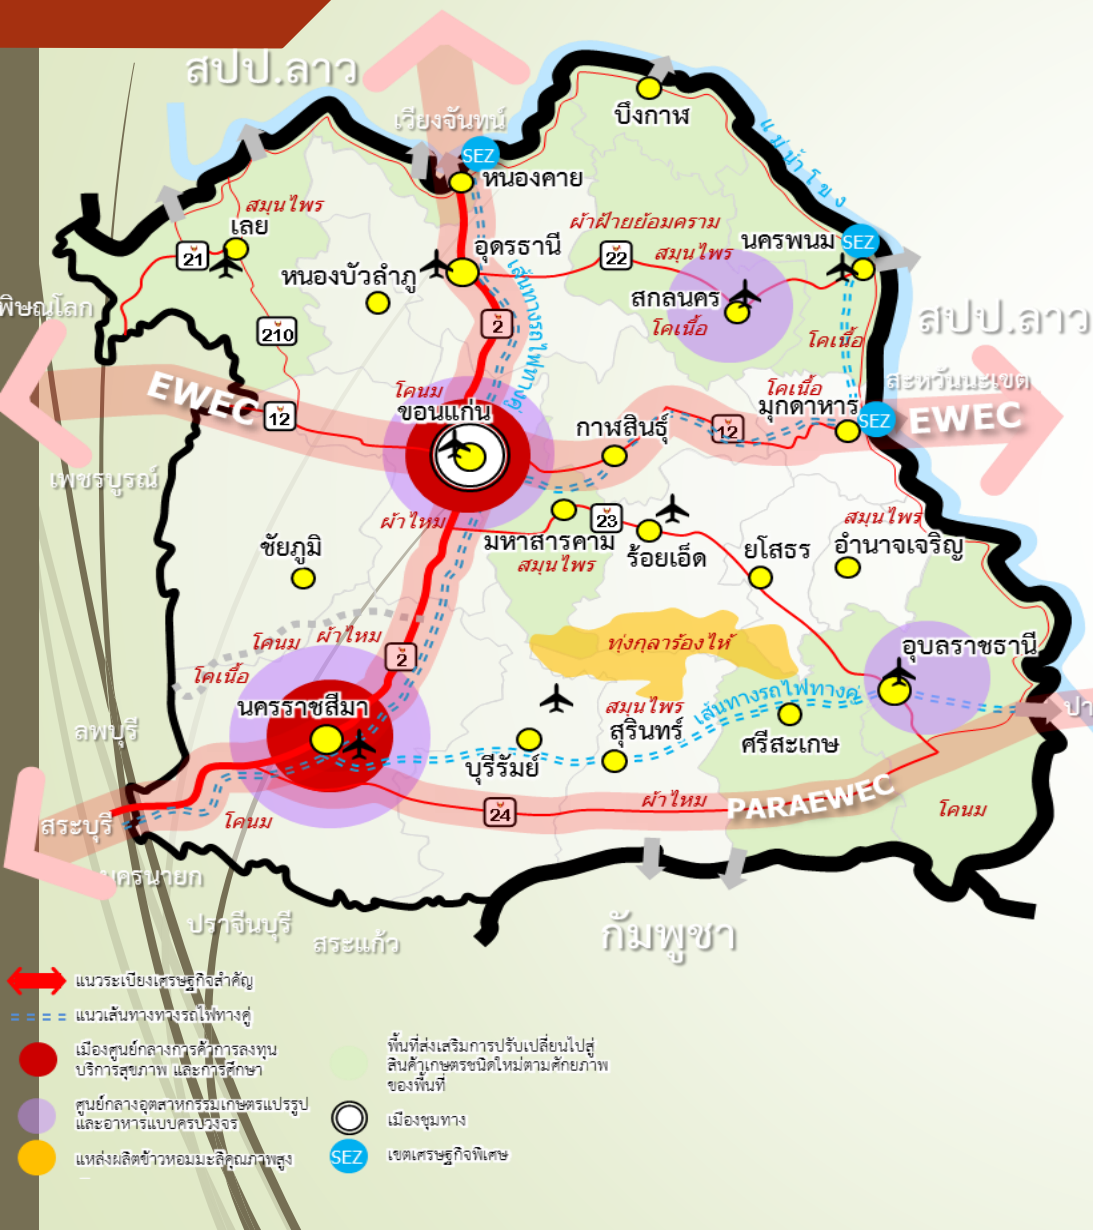 สปป.ลาว
เวียงจันทน์
บึงกาฬ
SEZ
แม่น้ำโขง
หนองคาย
สมุนไพร
เลย
ผ้าฝ้ายย้อมคราม
อุดรธานี
21
22
สมุนไพร
นครพนม
SEZ
หนองบัวลำภู
เส้นทางรถไฟทางคู่
สกลนคร
พิษณโลก
210
2
โคเนื้อ
โคเนื้อ
สปป.ลาว
EWEC
โคนม
โคเนื้อ
สะหวันนะเขต
12
ขอนแก่น
กาฬสินธุ์
12
มุกดาหาร
SEZ
EWEC
เพชรบูรณ์
ผ้าไหม
23
สมุนไพร
ชัยภูมิ
มหาสารคาม
ร้อยเอ็ด
ยโสธร
อำนาจเจริญ
สมุนไพร
โคนม
ผ้าไหม
2
ทุ่งกุลาร้องไห้
อุบลราชธานี
โคเนื้อ
นครราชสีมา
สมุนไพร
เส้นทางรถไฟทางคู่
ปา
ลพบุรี
สุรินทร์
ศรีสะเกษ
บุรีรัมย์
สระบุรี
โคนม
24
ผ้าไหม
PARAEWEC
โคนม
นครนายก
ปราจีนบุรี
สระแก้ว
กัมพูชา
แนวระเบียงเศรษฐกิจสำคัญ
แนวเส้นทางทางรถไฟทางคู่
เมืองศูนย์กลางการค้าการลงทุน
บริการสุขภาพ และการศึกษา
ศูนย์กลางอุตสาหกรรมเกษตรแปรรูป
และอาหารแบบครบวงจร
แหล่งผลิตข้าวหอมมะลิคุณภาพสูง
พื้นที่ส่งเสริมการปรับเปลี่ยนไปสู่
สินค้าเกษตรชนิดใหม่ตามศักยภาพ
ของพื้นที่
เมืองชุมทาง
SEZ
เขตเศรษฐกิจพิเศษ